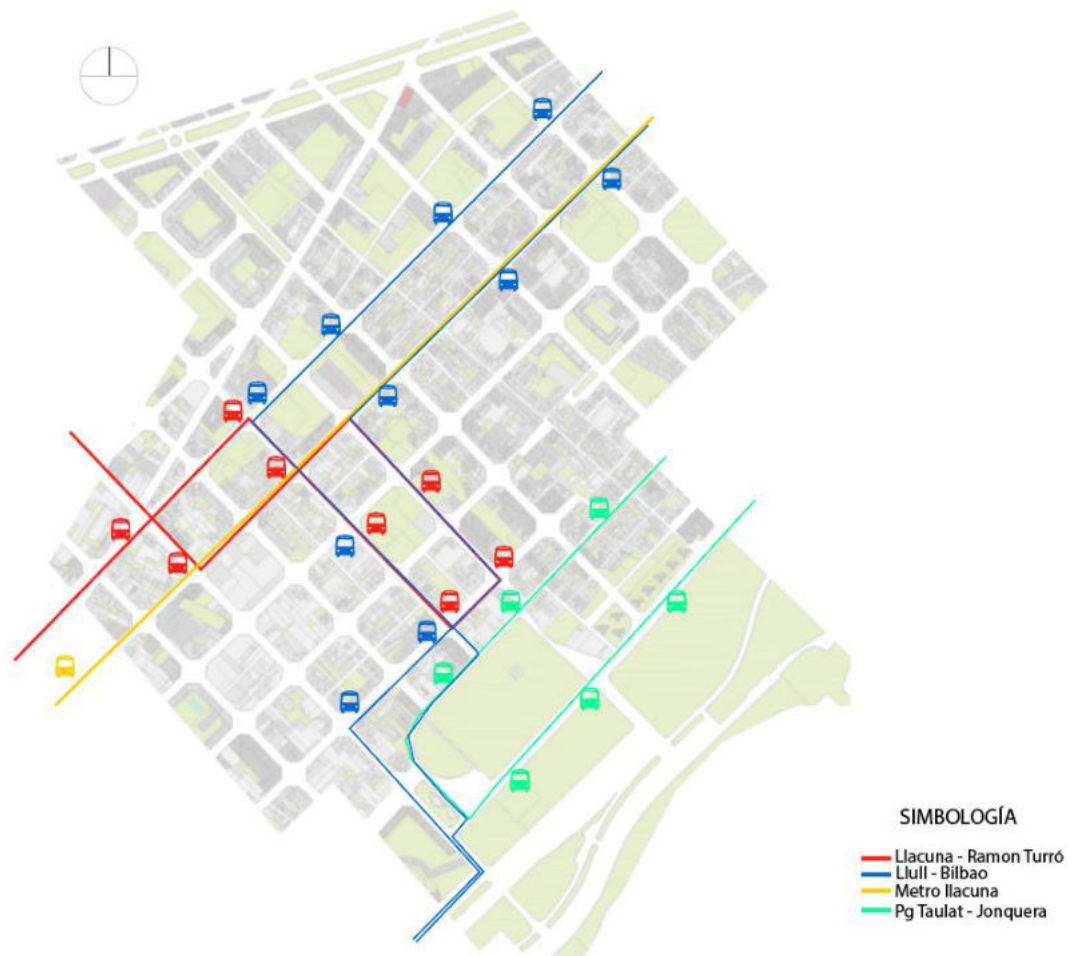 SIMBOLOGÍA
Llacuna - Ramon Turró
Llull - Bilbao
Metro llacuna
Pg Taulat - Jonquera